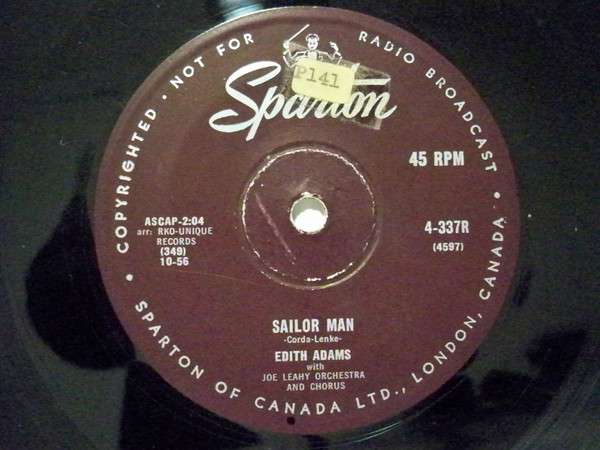 COPYRIGHTED · NOT FOR RADIO BROADCAST ·
P141
Sparton
45 RPM
ASCAP-2:04
arr: RKO-UNIQUE
RECORDS
(349)
10-56
4-337R
(4597)
SAILOR MAN
-Corda-Lenke-
EDITH ADAMS
with
JOE LEAHY ORCHESTRA
AND CHORUS
· SPARTON OF CANADA LTD., LONDON, CANADA.